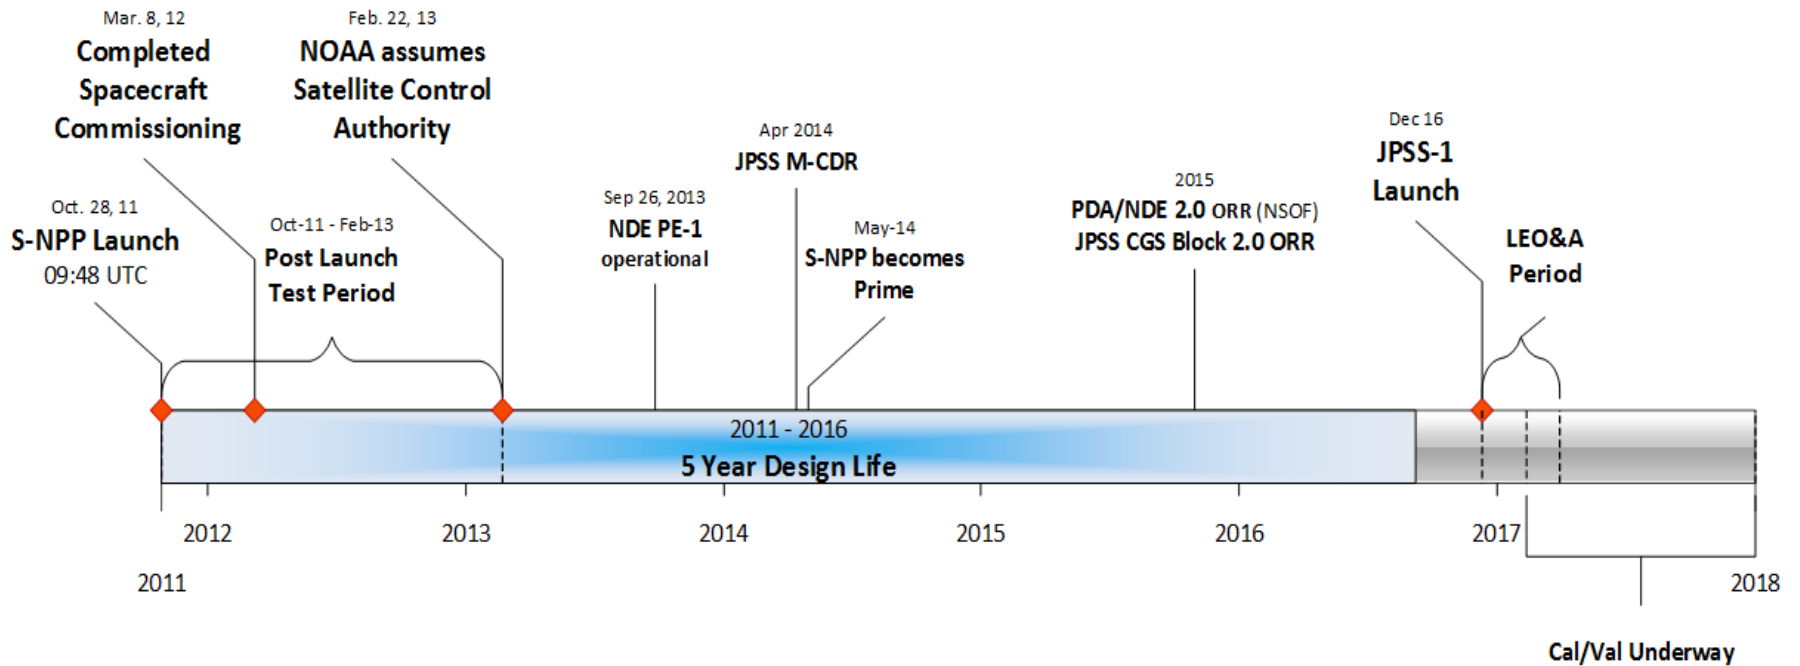 Mar. 8, 12
Completed
Spacecraft
Commissioning
Feb. 22, 13
NOAA assumes
Satellite Control
Authority
Oct. 28, 11
S-NPP Launch
09:48 UTC
Oct-11 - Feb-13
Post Launch
Test Period
Sep 26, 2013
NDE PE-1
operational
Apr 2014
JPSS M-CDR
May-14
S-NPP becomes
Prime
2015
PDA/NDE 2.0 ORR (NSOF)
JPSS CGS Block 2.0 ORR
Dec 16
JPSS-1
Launch
LEO&A
Period
2011 - 2016
5 Year Design Life
2012
2013
2014
2015
2016
2017
2011
2018
Cal/Val Underway